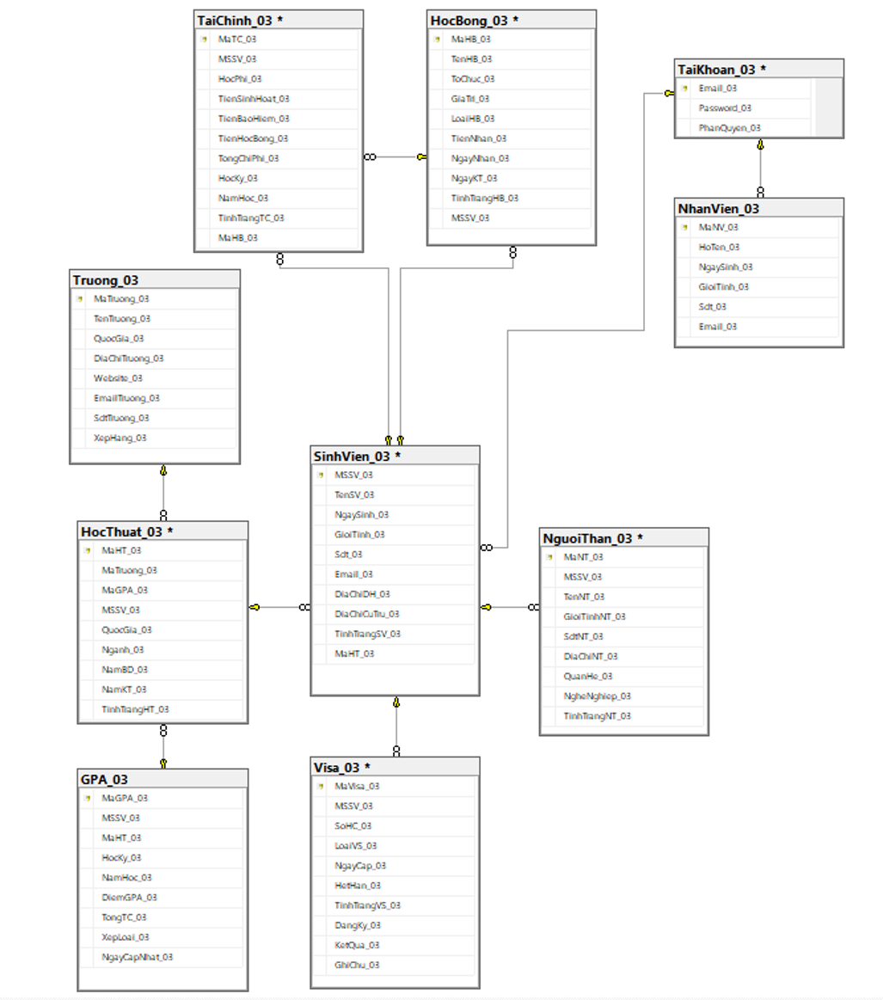 TaiChinh_03 *
MaTC_03
MSSV_03
HocPhi_03
TienSinhHoat_03
TienBaoHiem_03
TienHocBong_03
TongChiPhi_03
HocKy_03
NamHoc_03
TinhTrangTC_03
MaHB_03
HocBong_03 *
MaHB_03
TenHB_03
ToChuc_03
GiaTri_03
LoaiHB_03
TienNhan_03
NgayNhan_03
NgayKT_03
TinhTrangHB_03
MSSV_03
TaiKhoan_03 *
Email_03
Password_03
PhanQuyen_03
NhanVien_03
MaNV_03
HoTen_03
NgaySinh_03
GioiTinh_03
Sdt_03
Email_03
Truong_03
MaTruong_03
TenTruong_03
QuocGia_03
DiaChiTruong_03
Website_03
EmailTruong_03
SdtTruong_03
XepHang_03
SinhVien_03 *
MSSV_03
TenSV_03
NgaySinh_03
GioiTinh_03
Sdt_03
Email_03
DiaChiDH_03
DiaChiCuTru_03
TinhTrangSV_03
MaHT_03
HocThuat_03 *
MaHT_03
MaTruong_03
MaGPA_03
MSSV_03
QuocGia_03
Nganh_03
NamBD_03
NamKT_03
TinhTrangHT_03
NguoiThan_03 *
MaNT_03
MSSV_03
TenNT_03
GioiTinhNT_03
SdtNT_03
DiaChiNT_03
QuanHe_03
NgheNghiep_03
TinhTrangNT_03
GPA_03
MaGPA_03
MSSV_03
MaHT_03
HocKy_03
NamHoc_03
DiemGPA_03
TongTC_03
XepLoai_03
NgayCapNhat_03
Visa_03 *
MaVisa_03
MSSV_03
SoHC_03
LoaiVS_03
NgayCap_03
HetHan_03
TinhTrangVS_03
DangKy_03
KetQua_03
GhiChu_03